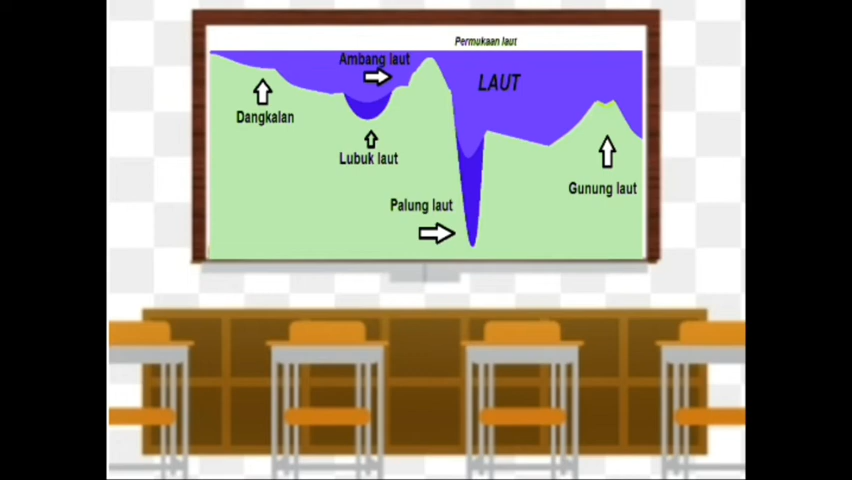 Permukaan laut
Ambang laut
LAUT
Dangkalan
Lubuk laut
Gunung laut
Palung laut